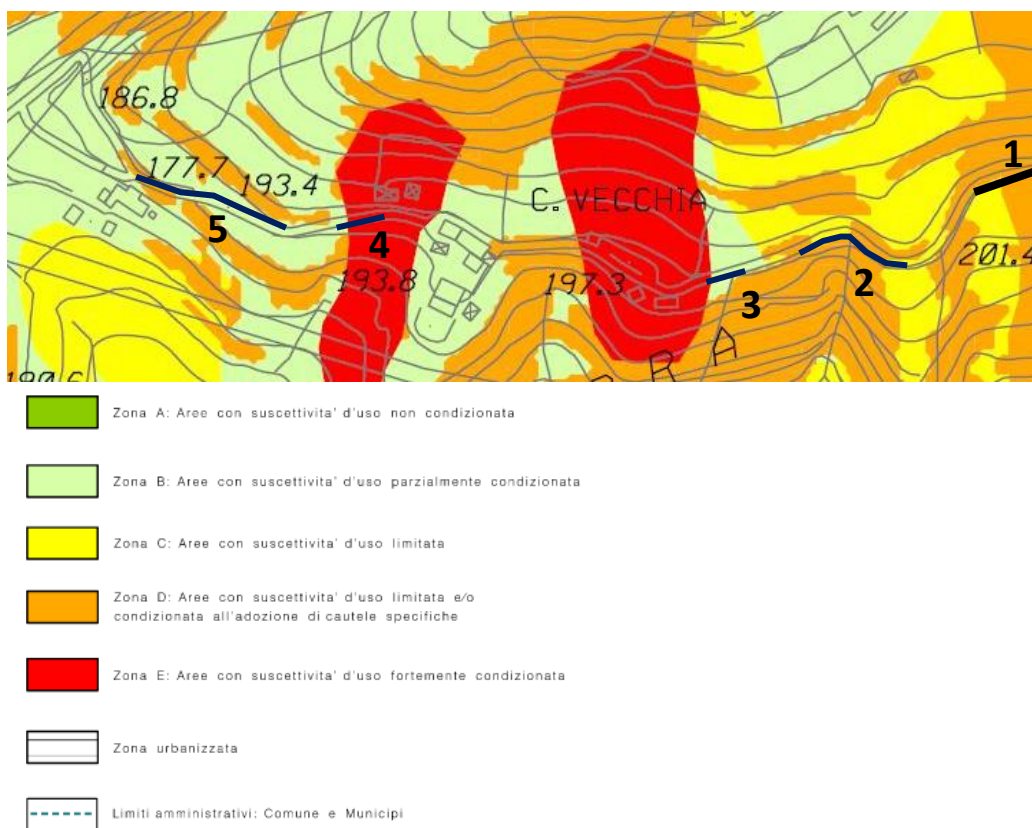 186.8
177.7
193.4
5
4
193.8
C. VECCHIA
197.3
3
2
1
201.4
R A
Zona A: Aree con suscettivita' d'uso non condizionata
Zona B: Aree con suscettivita' d'uso parzialmente condizionata
Zona C: Aree con suscettivita' d'uso limitata
Zona D: Aree con suscettivita' d'uso limitata e/o
condizionata all'adozione di cautele specifiche
Zona E: Aree con suscettivita' d'uso fortemente condizionata
Zona urbanizzata
Limiti amministrativi: Comune e Municipi